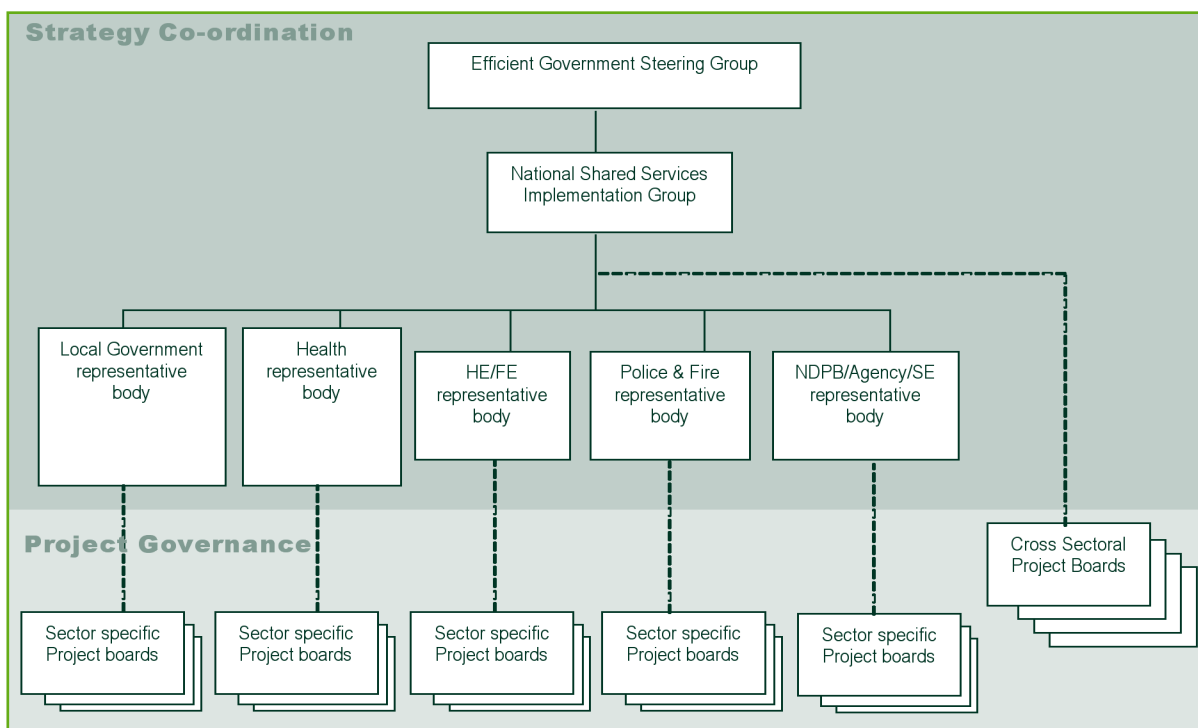 Strategy Co-ordination
Efficient Government Steering Group
National Shared Services
Implementation Group
Local Government
representative
body
Health
representative
body
HE/FE
representative
body
Police & Fire
representative
body
NDPB/Agency/SE
representative
body
Project Governance
Cross Sectoral
Project Boards
Sector specific
Project boards
Sector specific
Project boards
Sector specific
Project boards
Sector specific
Project boards
Sector specific
Project boards